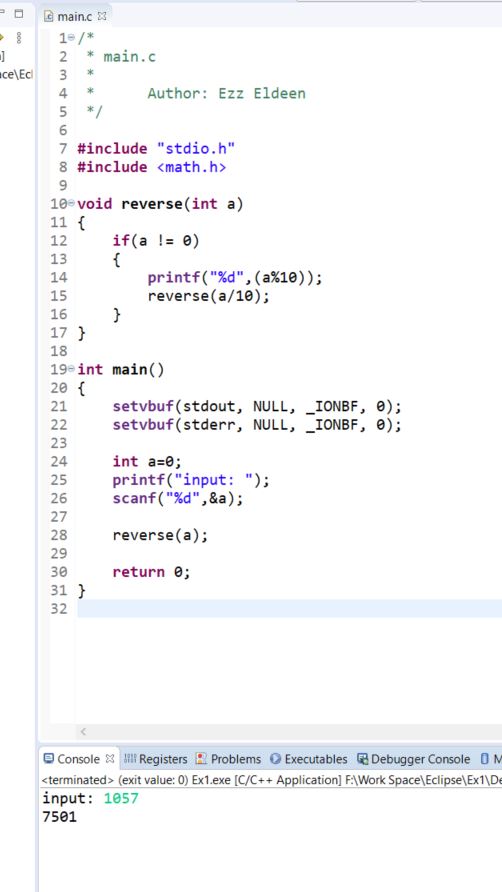 main.c
]
ace\Ecl
1 /*
2  * main.c
3  *
4  *      Author: Ezz Eldeen
5  */
6
7 #include "stdio.h"
8 #include <math.h>
9
10 void reverse(int a)
11 {
12     if(a != 0)
13     {
14         printf("%d",(a%10));
15         reverse(a/10);
16     }
17 }
18
19 int main()
20 {
21     setvbuf(stdout, NULL, _IONBF, 0);
22     setvbuf(stderr, NULL, _IONBF, 0);
23
24     int a=0;
25     printf("input: ");
26     scanf("%d",&a);
27
28     reverse(a);
29
30     return 0;
31 }
32
Console Registers Problems Executables Debugger Console M
<terminated> (exit value: 0) Ex1.exe [C/C++ Application] F:\Work Space\Eclipse\Ex1\De
input: 1057
7501